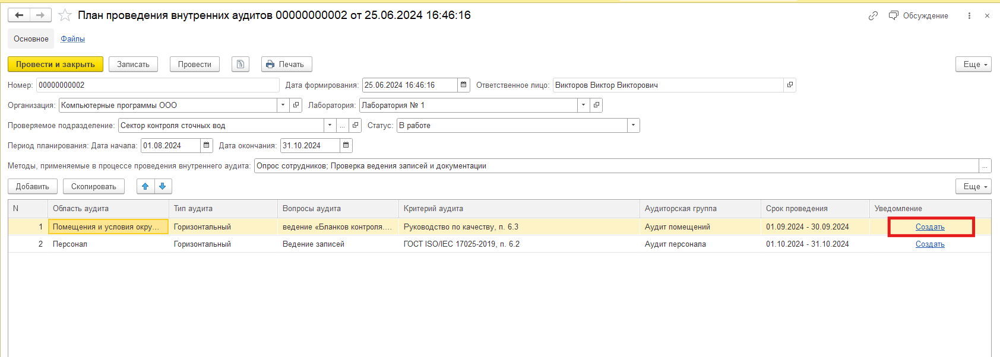 План проведения внутренних аудитов 00000000002 от 25.06.2024 16:46:16
Обсуждение
Основное Файлы
Провести и закрыть Записать Провести Печать Еще
Номер: 00000000002 Дата формирования: 25.06.2024 16:46:16 Ответственное лицо: Викторов Виктор Викторович
Организация: Компьютерные программы ООО Лаборатория: Лаборатория № 1
Проверяемое подразделение: Сектор контроля сточных вод ... Статус: В работе
Период планирования: Дата начала: 01.08.2024 Дата окончания: 31.10.2024
Методы, применяемые в процессе проведения внутреннего аудита: Опрос сотрудников; Проверка ведения записей и документации ...
Добавить Скопировать Еще
N Область аудита Тип аудита Вопросы аудита Критерий аудита Аудиторская группа Срок проведения Уведомление
1 Помещения и условия окру... Горизонтальный ведение «Бланков контроля.... Руководство по качеству, п. 6.3 Аудит помещений 01.09.2024 - 30.09.2024 Создать
2 Персонал Горизонтальный Ведение записей ГОСТ ISO/IEC 17025-2019, п. 6.2 Аудит персонала 01.10.2024 - 31.10.2024 Создать